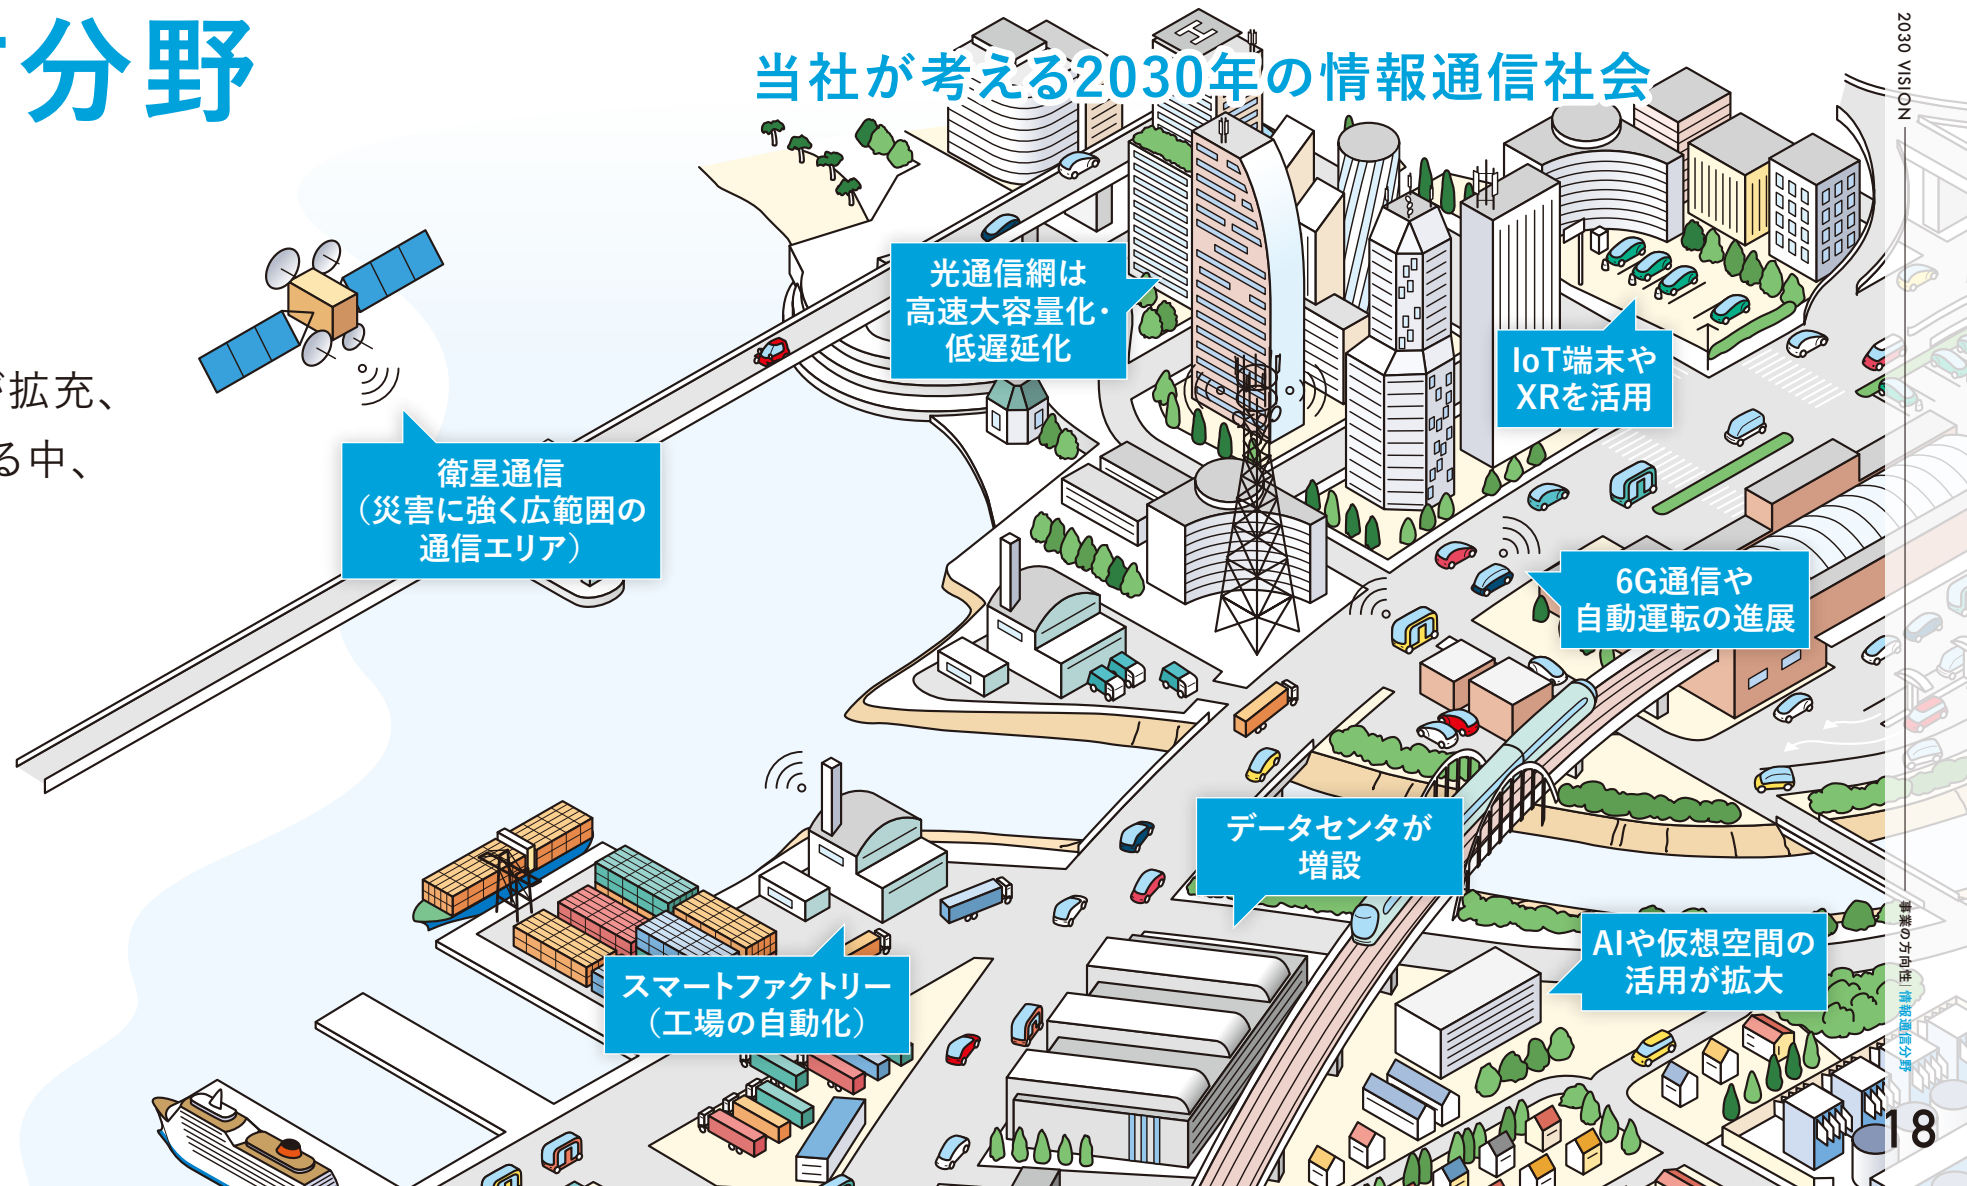 分野
当社が考える2030年の情報通信社会
拡充、
る中、
衛星通信
（災害に強く広範囲の
通信エリア）
光通信網は
高速大容量化・
低遅延化
IoT端末や
XRを活用
6G通信や
自動運転の進展
データセンタが
増設
AIや仮想空間の
活用が拡大
スマートファクトリー
（工場の自動化）
H
2030 VISION
事業の方向性｜情報通信分野
18